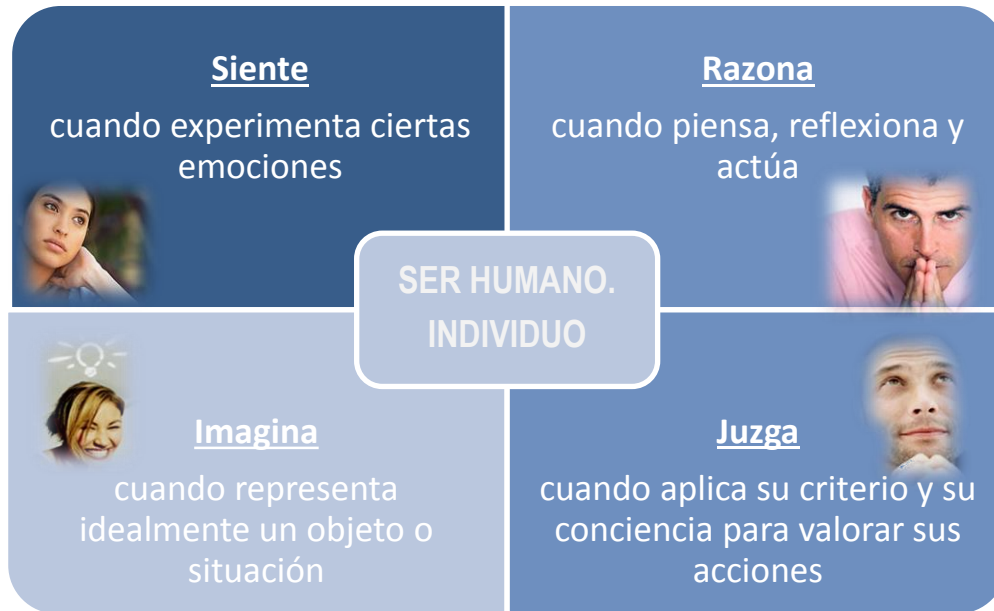 Siente
cuando experimenta ciertas
emociones
Razona
cuando piensa, reflexiona y
actúa
SER HUMANO.
INDIVIDUO
Imagina
cuando representa
idealmente un objeto o
situación
Juzga
cuando aplica su criterio y su
conciencia para valorar sus
acciones